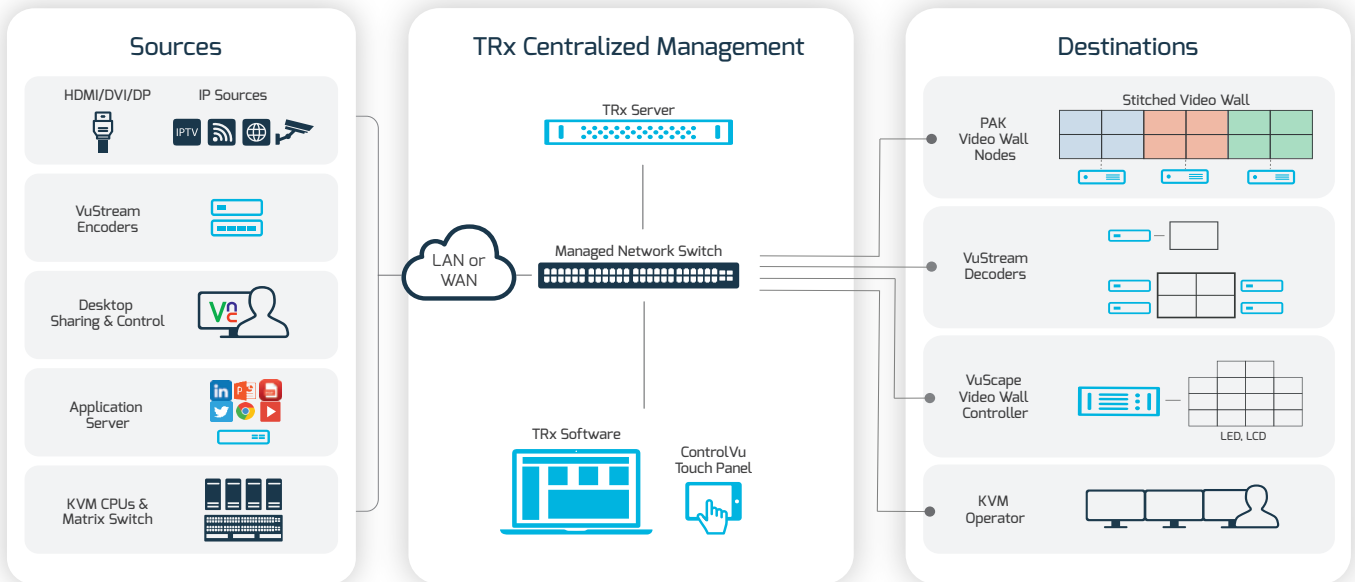 Sources
HDMI/DVI/DP
IP Sources
IPTV
VuStream
Encoders
Desktop
Sharing & Control
Vnc
Application
Server
in
P
KVM CPUs &
Matrix Switch
TRx Centralized Management
TRx Server
LAN or
WAN
Managed Network Switch
TRx Software
ControlVu
Touch Panel
Destinations
PAK
Video Wall
Nodes
Stitched Video Wall
VuStream
Decoders
VuScape
Video Wall
Controller
LED, LCD
KVM
Operator